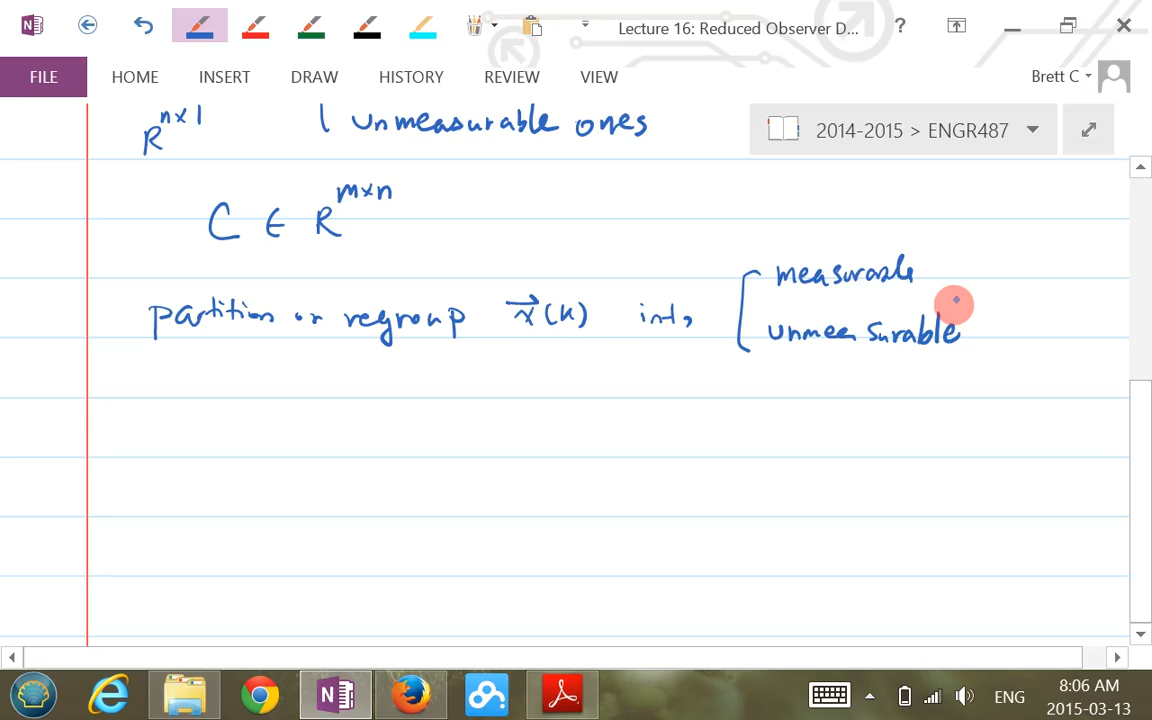 Lecture 16: Reduced Observer D...
?
FILE HOME INSERT DRAW HISTORY REVIEW VIEW Brett C
2014-2015 > ENGR487
R^{n×1} unmeasurable ones
C ∈ R^{m×n}
partition or regroup x⃗(k) into
measurable
unmeasurable
ENG
8:06 AM
2015-03-13